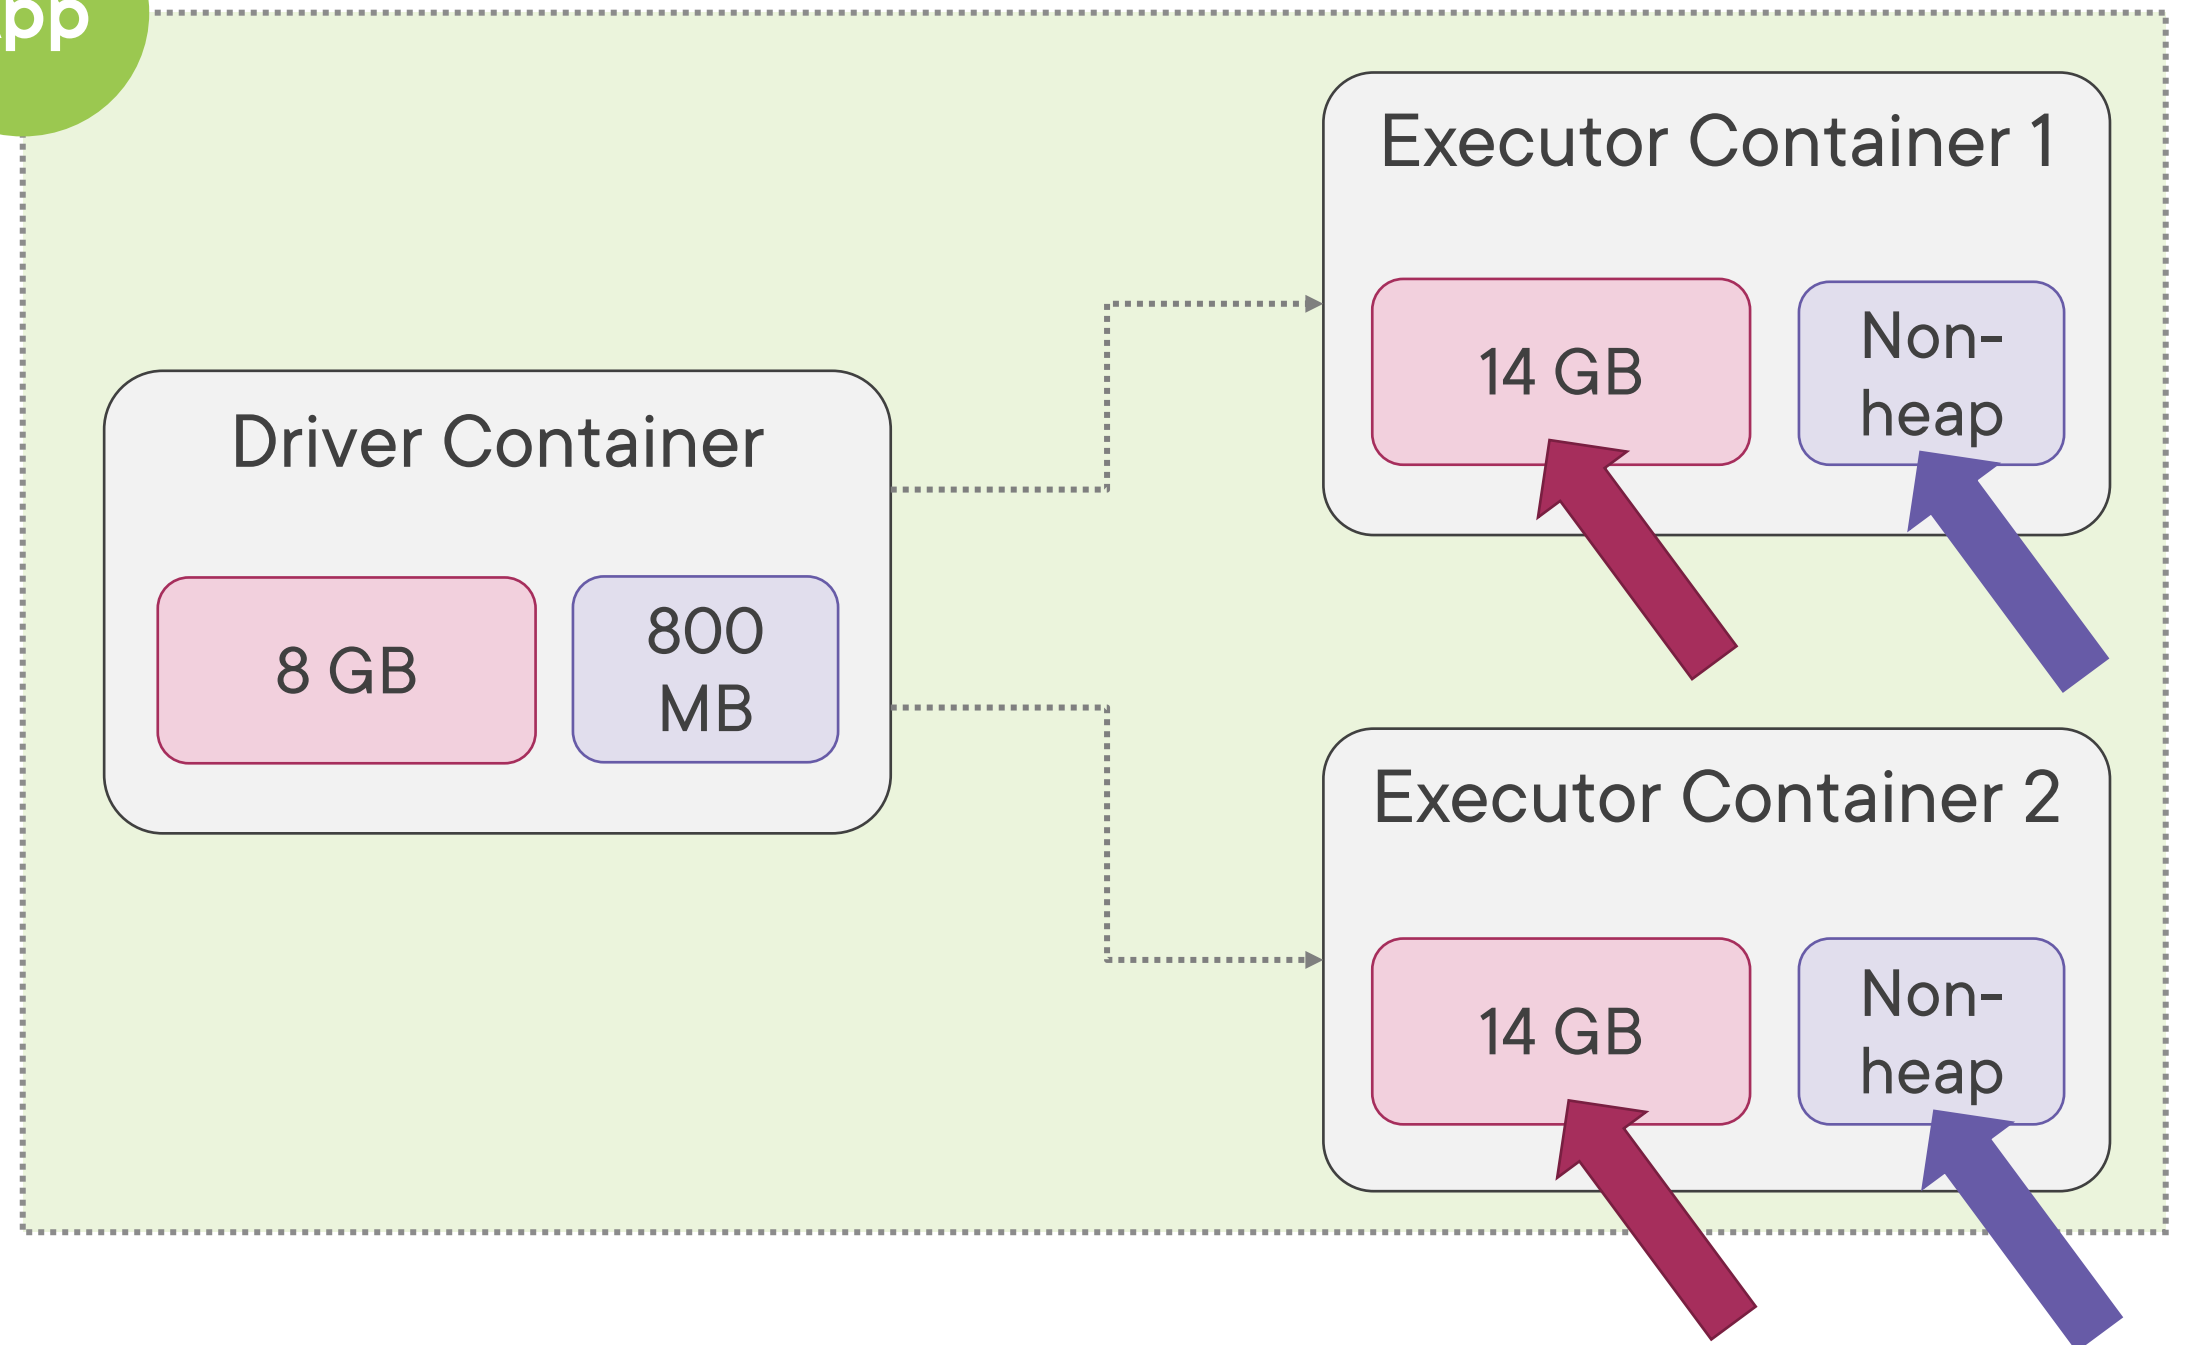 pp
Driver Container
8 GB
800
MB
Executor Container 1
14 GB
Non-
heap
Executor Container 2
14 GB
Non-
heap